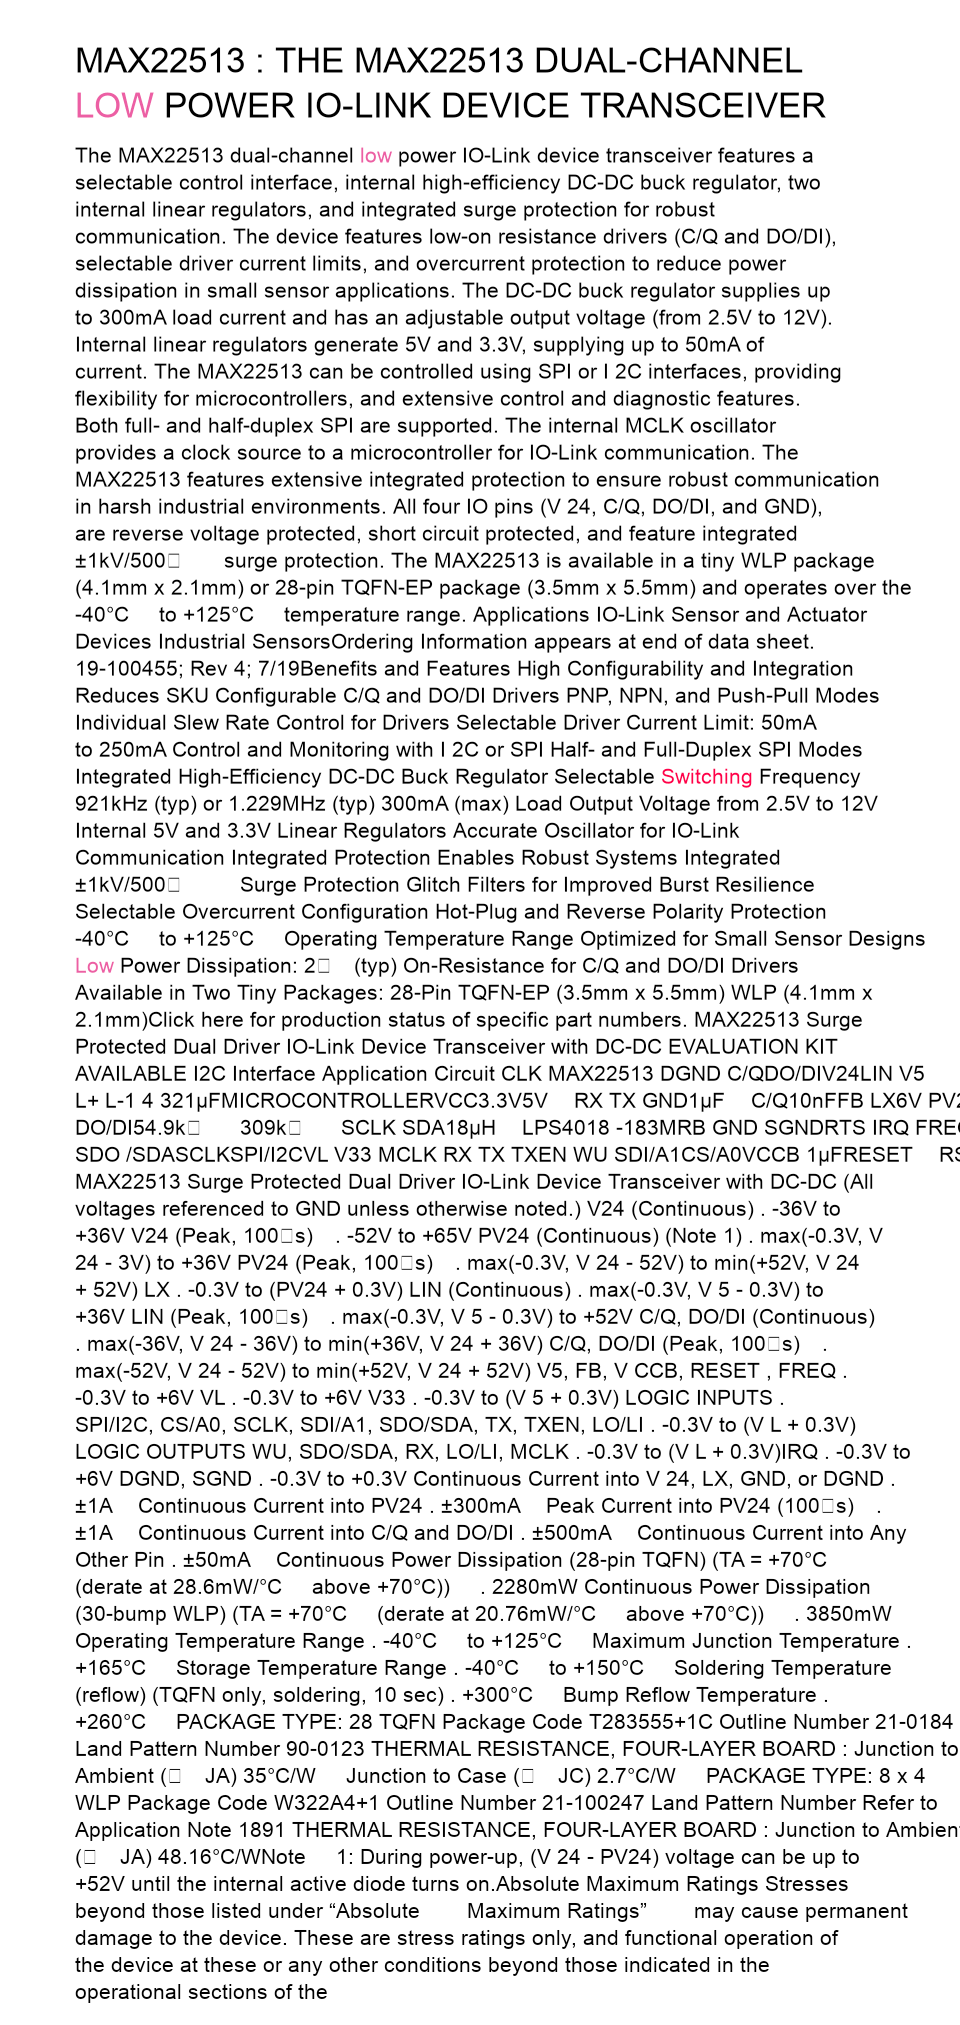 MAX22513 : THE MAX22513 DUAL-CHANNEL
LOW POWER IO-LINK DEVICE TRANSCEIVER
The MAX22513 dual-channel low power IO-Link device transceiver features a
selectable control interface, internal high-efficiency DC-DC buck regulator, two
internal linear regulators, and integrated surge protection for robust
communication. The device features low-on resistance drivers (C/Q and DO/DI),
selectable driver current limits, and overcurrent protection to reduce power
dissipation in small sensor applications. The DC-DC buck regulator supplies up
to 300mA load current and has an adjustable output voltage (from 2.5V to 12V).
Internal linear regulators generate 5V and 3.3V, supplying up to 50mA of
current. The MAX22513 can be controlled using SPI or I 2C interfaces, providing
flexibility for microcontrollers, and extensive control and diagnostic features.
Both full- and half-duplex SPI are supported. The internal MCLK oscillator
provides a clock source to a microcontroller for IO-Link communication. The
MAX22513 features extensive integrated protection to ensure robust communication
in harsh industrial environments. All four IO pins (V 24, C/Q, DO/DI, and GND),
are reverse voltage protected, short circuit protected, and feature integrated
±1kV/500□ surge protection. The MAX22513 is available in a tiny WLP package
(4.1mm x 2.1mm) or 28-pin TQFN-EP package (3.5mm x 5.5mm) and operates over the
-40°C to +125°C temperature range. Applications IO-Link Sensor and Actuator
Devices Industrial SensorsOrdering Information appears at end of data sheet.
19-100455; Rev 4; 7/19Benefits and Features High Configurability and Integration
Reduces SKU Configurable C/Q and DO/DI Drivers PNP, NPN, and Push-Pull Modes
Individual Slew Rate Control for Drivers Selectable Driver Current Limit: 50mA
to 250mA Control and Monitoring with I 2C or SPI Half- and Full-Duplex SPI Modes
Integrated High-Efficiency DC-DC Buck Regulator Selectable Switching Frequency
921kHz (typ) or 1.229MHz (typ) 300mA (max) Load Output Voltage from 2.5V to 12V
Internal 5V and 3.3V Linear Regulators Accurate Oscillator for IO-Link
Communication Integrated Protection Enables Robust Systems Integrated
±1kV/500□ Surge Protection Glitch Filters for Improved Burst Resilience
Selectable Overcurrent Configuration Hot-Plug and Reverse Polarity Protection
-40°C to +125°C Operating Temperature Range Optimized for Small Sensor Designs
Low Power Dissipation: 2□ (typ) On-Resistance for C/Q and DO/DI Drivers
Available in Two Tiny Packages: 28-Pin TQFN-EP (3.5mm x 5.5mm) WLP (4.1mm x
2.1mm)Click here for production status of specific part numbers. MAX22513 Surge
Protected Dual Driver IO-Link Device Transceiver with DC-DC EVALUATION KIT
AVAILABLE I2C Interface Application Circuit CLK MAX22513 DGND C/QDO/DIV24LIN V5
L+ L-1 4 321µFMICROCONTROLLERVCC3.3V5V RX TX GND1µF C/Q10nFFB LX6V PV2
DO/DI54.9k□ 309k□ SCLK SDA18µH LPS4018 -183MRB GND SGNDRTS IRQ FREQ
SDO /SDASCLKSPI/I2CVL V33 MCLK RX TX TXEN WU SDI/A1CS/A0VCCB 1µFRESET RS
MAX22513 Surge Protected Dual Driver IO-Link Device Transceiver with DC-DC (All
voltages referenced to GND unless otherwise noted.) V24 (Continuous) . -36V to
+36V V24 (Peak, 100□s) . -52V to +65V PV24 (Continuous) (Note 1) . max(-0.3V, V
24 - 3V) to +36V PV24 (Peak, 100□s) . max(-0.3V, V 24 - 52V) to min(+52V, V 24
+ 52V) LX . -0.3V to (PV24 + 0.3V) LIN (Continuous) . max(-0.3V, V 5 - 0.3V) to
+36V LIN (Peak, 100□s) . max(-0.3V, V 5 - 0.3V) to +52V C/Q, DO/DI (Continuous)
. max(-36V, V 24 - 36V) to min(+36V, V 24 + 36V) C/Q, DO/DI (Peak, 100□s) .
max(-52V, V 24 - 52V) to min(+52V, V 24 + 52V) V5, FB, V CCB, RESET , FREQ .
-0.3V to +6V VL . -0.3V to +6V V33 . -0.3V to (V 5 + 0.3V) LOGIC INPUTS .
SPI/I2C, CS/A0, SCLK, SDI/A1, SDO/SDA, TX, TXEN, LO/LI . -0.3V to (V L + 0.3V)
LOGIC OUTPUTS WU, SDO/SDA, RX, LO/LI, MCLK . -0.3V to (V L + 0.3V)IRQ . -0.3V to
+6V DGND, SGND . -0.3V to +0.3V Continuous Current into V 24, LX, GND, or DGND .
±1A Continuous Current into PV24 . ±300mA Peak Current into PV24 (100□s) .
±1A Continuous Current into C/Q and DO/DI . ±500mA Continuous Current into Any
Other Pin . ±50mA Continuous Power Dissipation (28-pin TQFN) (TA = +70°C
(derate at 28.6mW/°C above +70°C)) . 2280mW Continuous Power Dissipation
(30-bump WLP) (TA = +70°C (derate at 20.76mW/°C above +70°C)) . 3850mW
Operating Temperature Range . -40°C to +125°C Maximum Junction Temperature .
+165°C Storage Temperature Range . -40°C to +150°C Soldering Temperature
(reflow) (TQFN only, soldering, 10 sec) . +300°C Bump Reflow Temperature .
+260°C PACKAGE TYPE: 28 TQFN Package Code T283555+1C Outline Number 21-0184
Land Pattern Number 90-0123 THERMAL RESISTANCE, FOUR-LAYER BOARD : Junction to
Ambient (□ JA) 35°C/W Junction to Case (□ JC) 2.7°C/W PACKAGE TYPE: 8 x 4
WLP Package Code W322A4+1 Outline Number 21-100247 Land Pattern Number Refer to
Application Note 1891 THERMAL RESISTANCE, FOUR-LAYER BOARD : Junction to Ambient
(□ JA) 48.16°C/WNote 1: During power-up, (V 24 - PV24) voltage can be up to
+52V until the internal active diode turns on.Absolute Maximum Ratings Stresses
beyond those listed under “Absolute Maximum Ratings” may cause permanent
damage to the device. These are stress ratings only, and functional operation of
the device at these or any other conditions beyond those indicated in the
operational sections of the